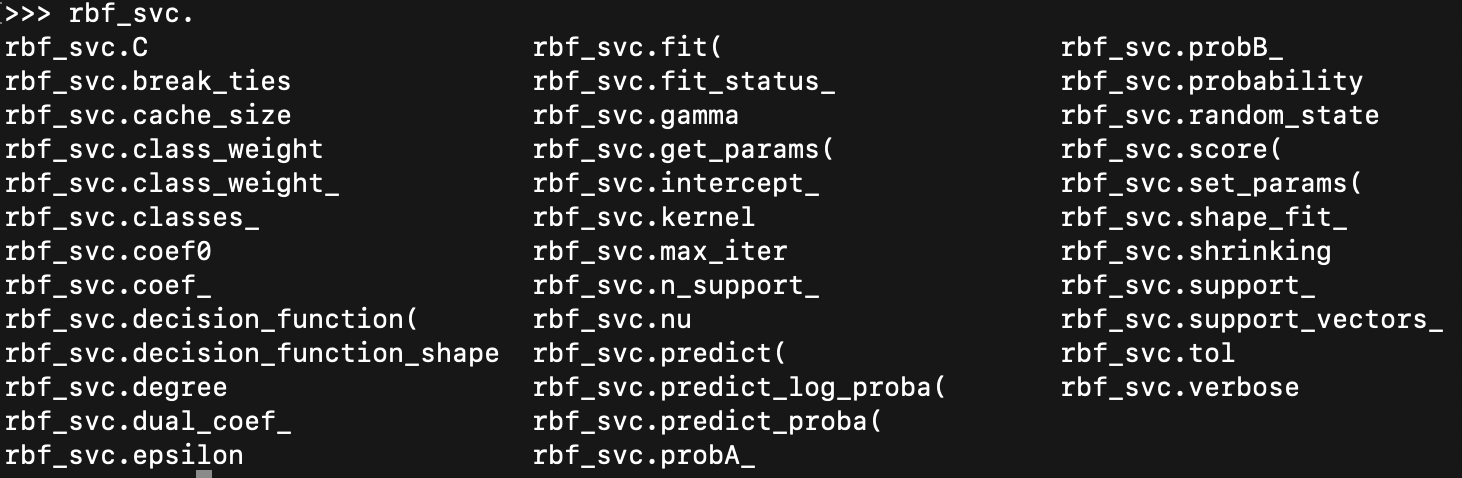 >>> rbf_svc.
rbf_svc.C rbf_svc.fit( rbf_svc.probB_
rbf_svc.break_ties rbf_svc.fit_status_ rbf_svc.probability
rbf_svc.cache_size rbf_svc.gamma rbf_svc.random_state
rbf_svc.class_weight rbf_svc.get_params( rbf_svc.score(
rbf_svc.class_weight_ rbf_svc.intercept_ rbf_svc.set_params(
rbf_svc.classes_ rbf_svc.kernel rbf_svc.shape_fit_
rbf_svc.coef0 rbf_svc.max_iter rbf_svc.shrinking
rbf_svc.coef_ rbf_svc.n_support_ rbf_svc.support_
rbf_svc.decision_function( rbf_svc.nu rbf_svc.support_vectors_
rbf_svc.decision_function_shape rbf_svc.predict( rbf_svc.tol
rbf_svc.degree rbf_svc.predict_log_proba( rbf_svc.verbose
rbf_svc.dual_coef_ rbf_svc.predict_proba(
rbf_svc.epsilon rbf_svc.probA_